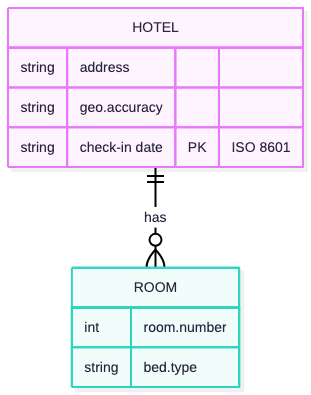 HOTEL
string address
string geo.accuracy
string check-in date PK ISO 8601
has
ROOM
int room.number
string bed.type